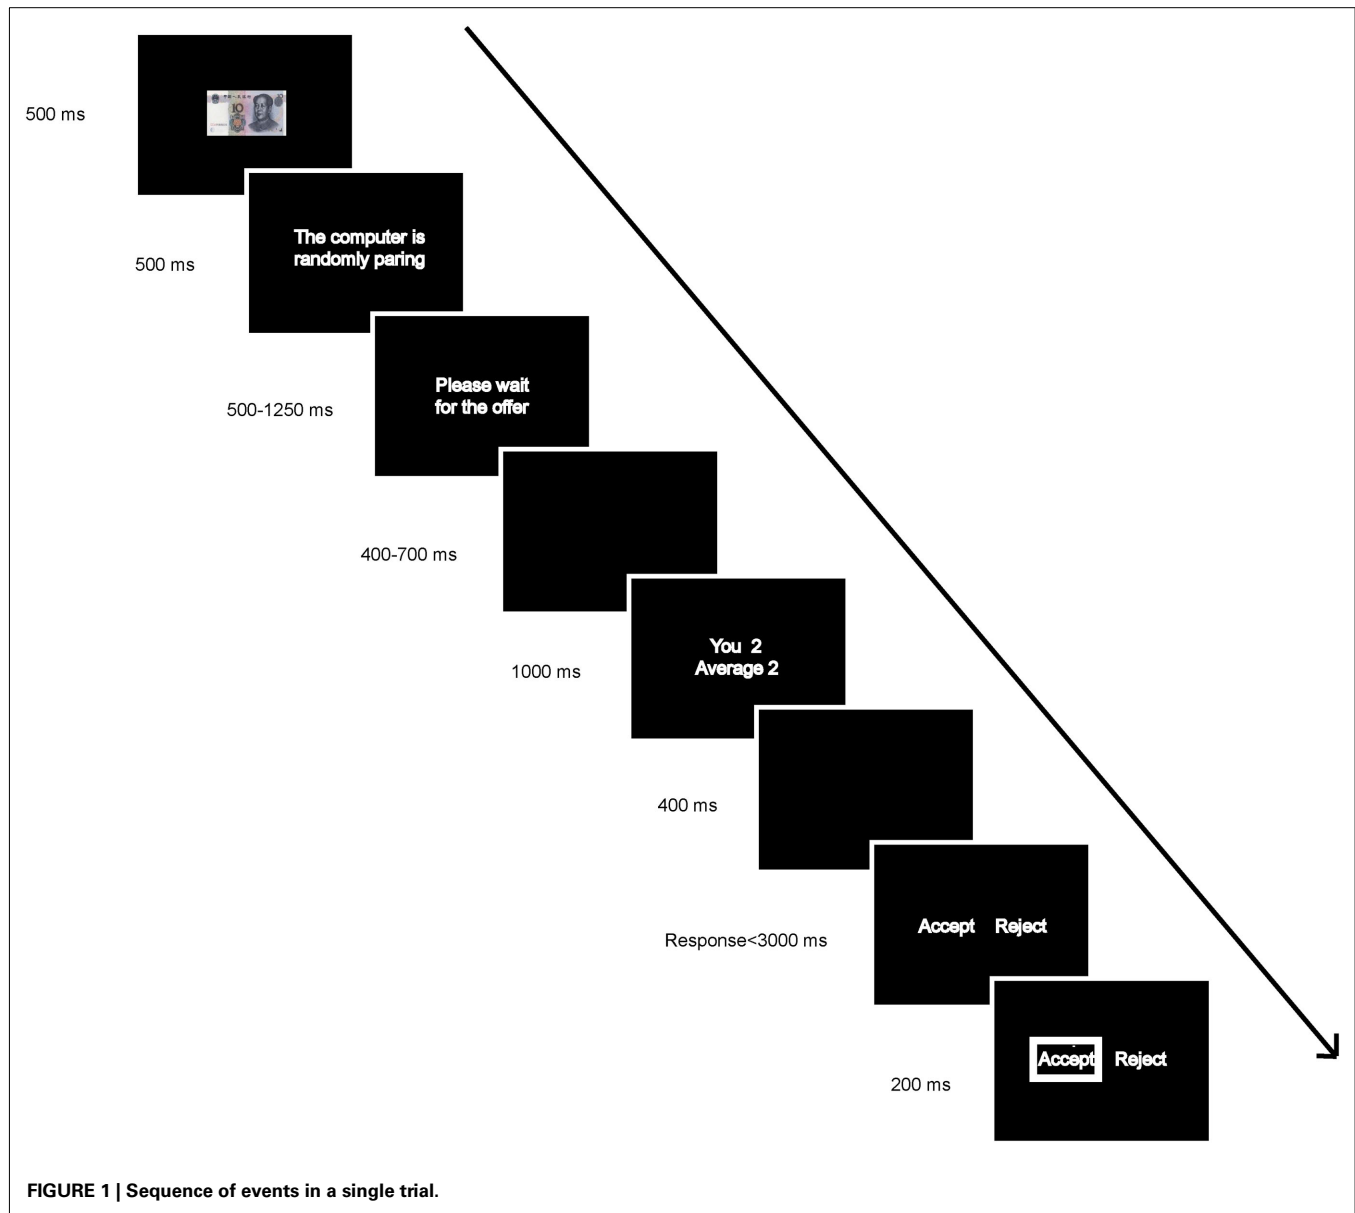 10
500 ms
The computer is
randomly paring
500 ms
Please wait
for the offer
500-1250 ms
400-700 ms
You 2
Average 2
1000 ms
400 ms
Accept Reject
Response<3000 ms
Accept Reject
200 ms
FIGURE 1 | Sequence of events in a single trial.